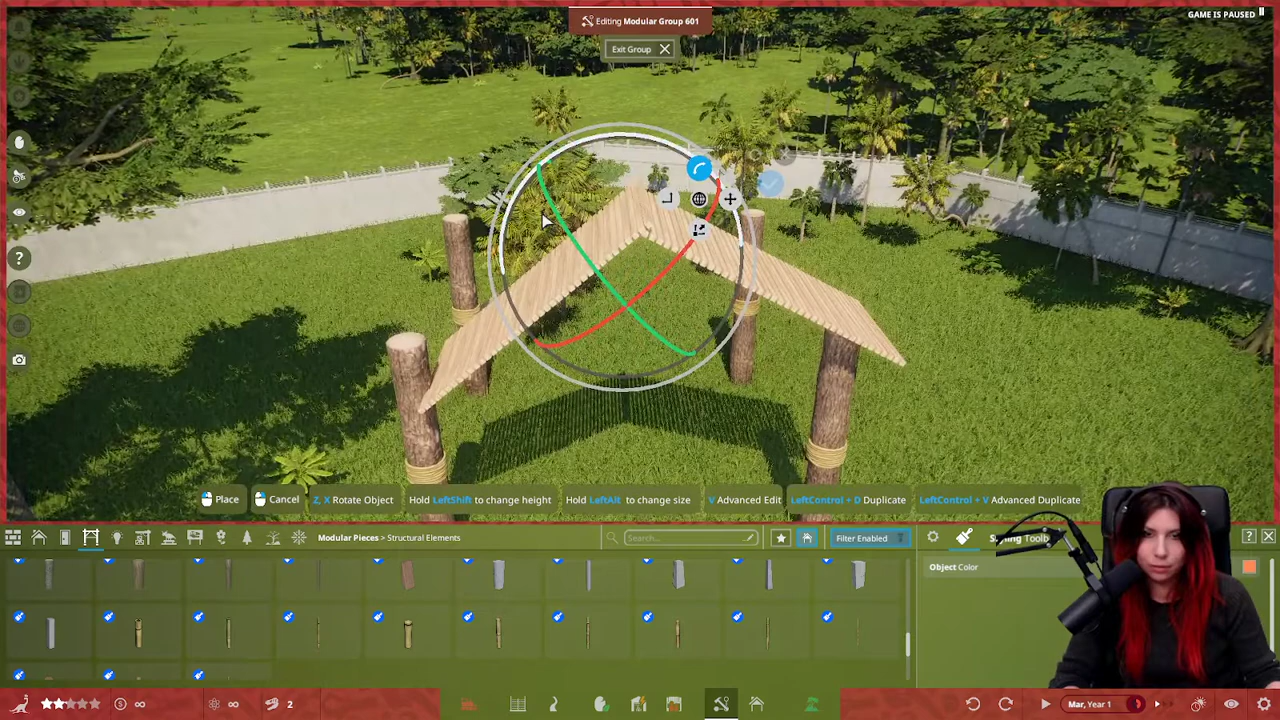 Editing Modular Group 601
GAME IS PAUSED
Exit Group
?
Place
Cancel
Z, X Rotate Object
Hold LeftShift to change height
Hold LeftAlt to change size
V Advanced Edit
LeftControl + D Duplicate
LeftControl + V Advanced Duplicate
Modular Pieces > Structural Elements
Search...
Filter Enabled
?
Object Color
∞
∞
2
Mar, Year 1